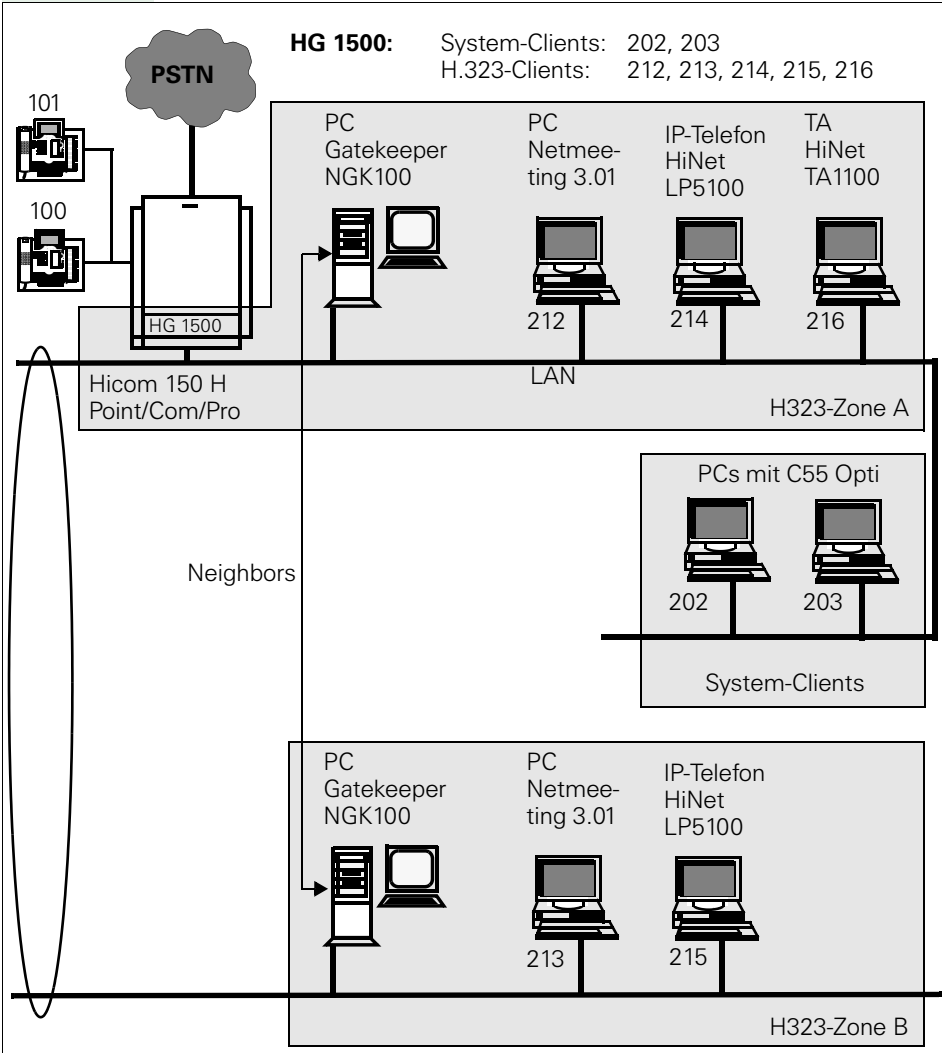 HG 1500: System-Clients: 202, 203
H.323-Clients: 212, 213, 214, 215, 216
PSTN
101
100
HG 1500
Hicom 150 H
Point/Com/Pro
PC
Gatekeeper
NGK100
PC
Netmee-
ting 3.01
212
IP-Telefon
HiNet
LP5100
214
TA
HiNet
TA1100
216
LAN
H323-Zone A
PCs mit C55 Opti
202
203
System-Clients
Neighbors
PC
Gatekeeper
NGK100
PC
Netmee-
ting 3.01
213
IP-Telefon
HiNet
LP5100
215
H323-Zone B